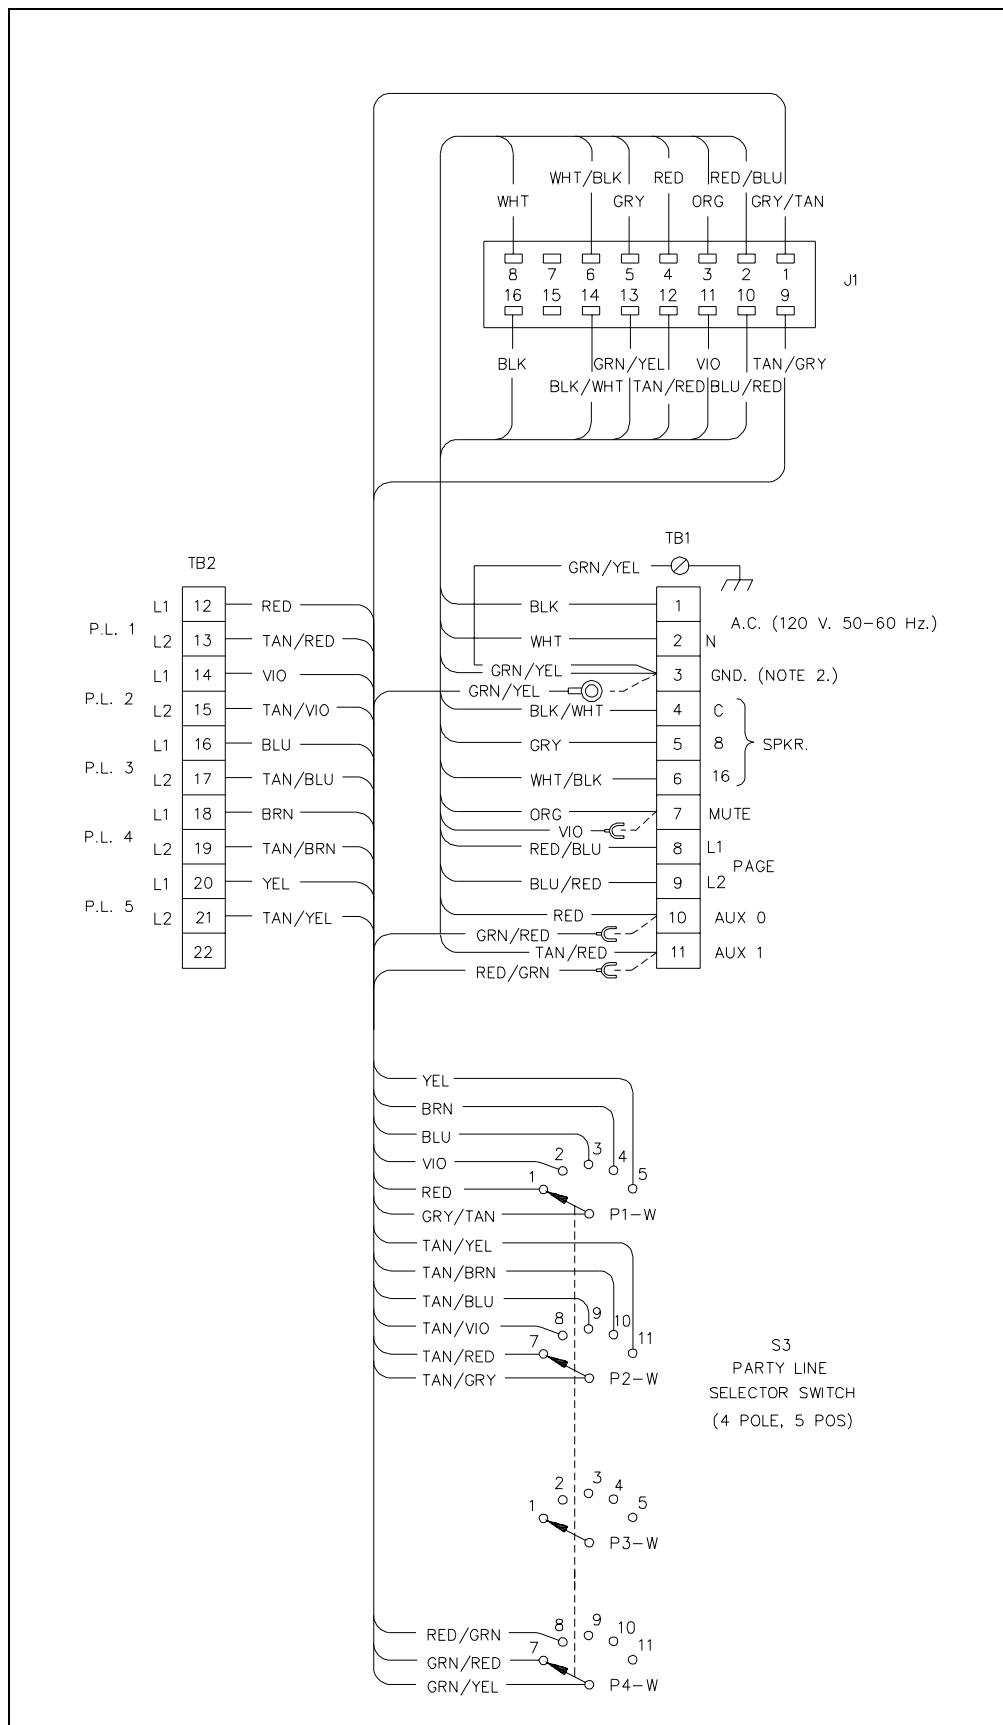 WHT/BLK RED RED/BLU
WHT GRY ORG GRY/TAN
8 7 6 5 4 3 2 1
16 15 14 13 12 11 10 9
J1
BLK GRN/YEL VIO TAN/GRY
BLK/WHT TAN/RED BLU/RED
TB2
P.L. 1
L1 12 RED
L2 13 TAN/RED
P.L. 2
L1 14 VIO
L2 15 TAN/VIO
P.L. 3
L1 16 BLU
L2 17 TAN/BLU
P.L. 4
L1 18 BRN
L2 19 TAN/BRN
P.L. 5
L1 20 YEL
L2 21 TAN/YEL
22
TB1
GRN/YEL
BLK 1
A.C. (120 V. 50-60 Hz.)
WHT 2 N
GRN/YEL 3 GND. (NOTE 2.)
GRN/YEL
BLK/WHT 4 C
GRY 5 8 SPKR.
WHT/BLK 6 16
ORG 7 MUTE
VIO
RED/BLU 8 L1
PAGE
BLU/RED 9 L2
RED 10 AUX 0
GRN/RED
TAN/RED 11 AUX 1
RED/GRN
YEL
BRN
BLU
VIO 2 3 4 5
RED 1
GRY/TAN P1-W
TAN/YEL
TAN/BRN
TAN/BLU
TAN/VIO 8 9 10 11
TAN/RED 7
TAN/GRY P2-W
S3
PARTY LINE
SELECTOR SWITCH
(4 POLE, 5 POS)
1 2 3 4 5
P3-W
RED/GRN 8 9 10 11
GRN/RED 7
GRN/YEL P4-W